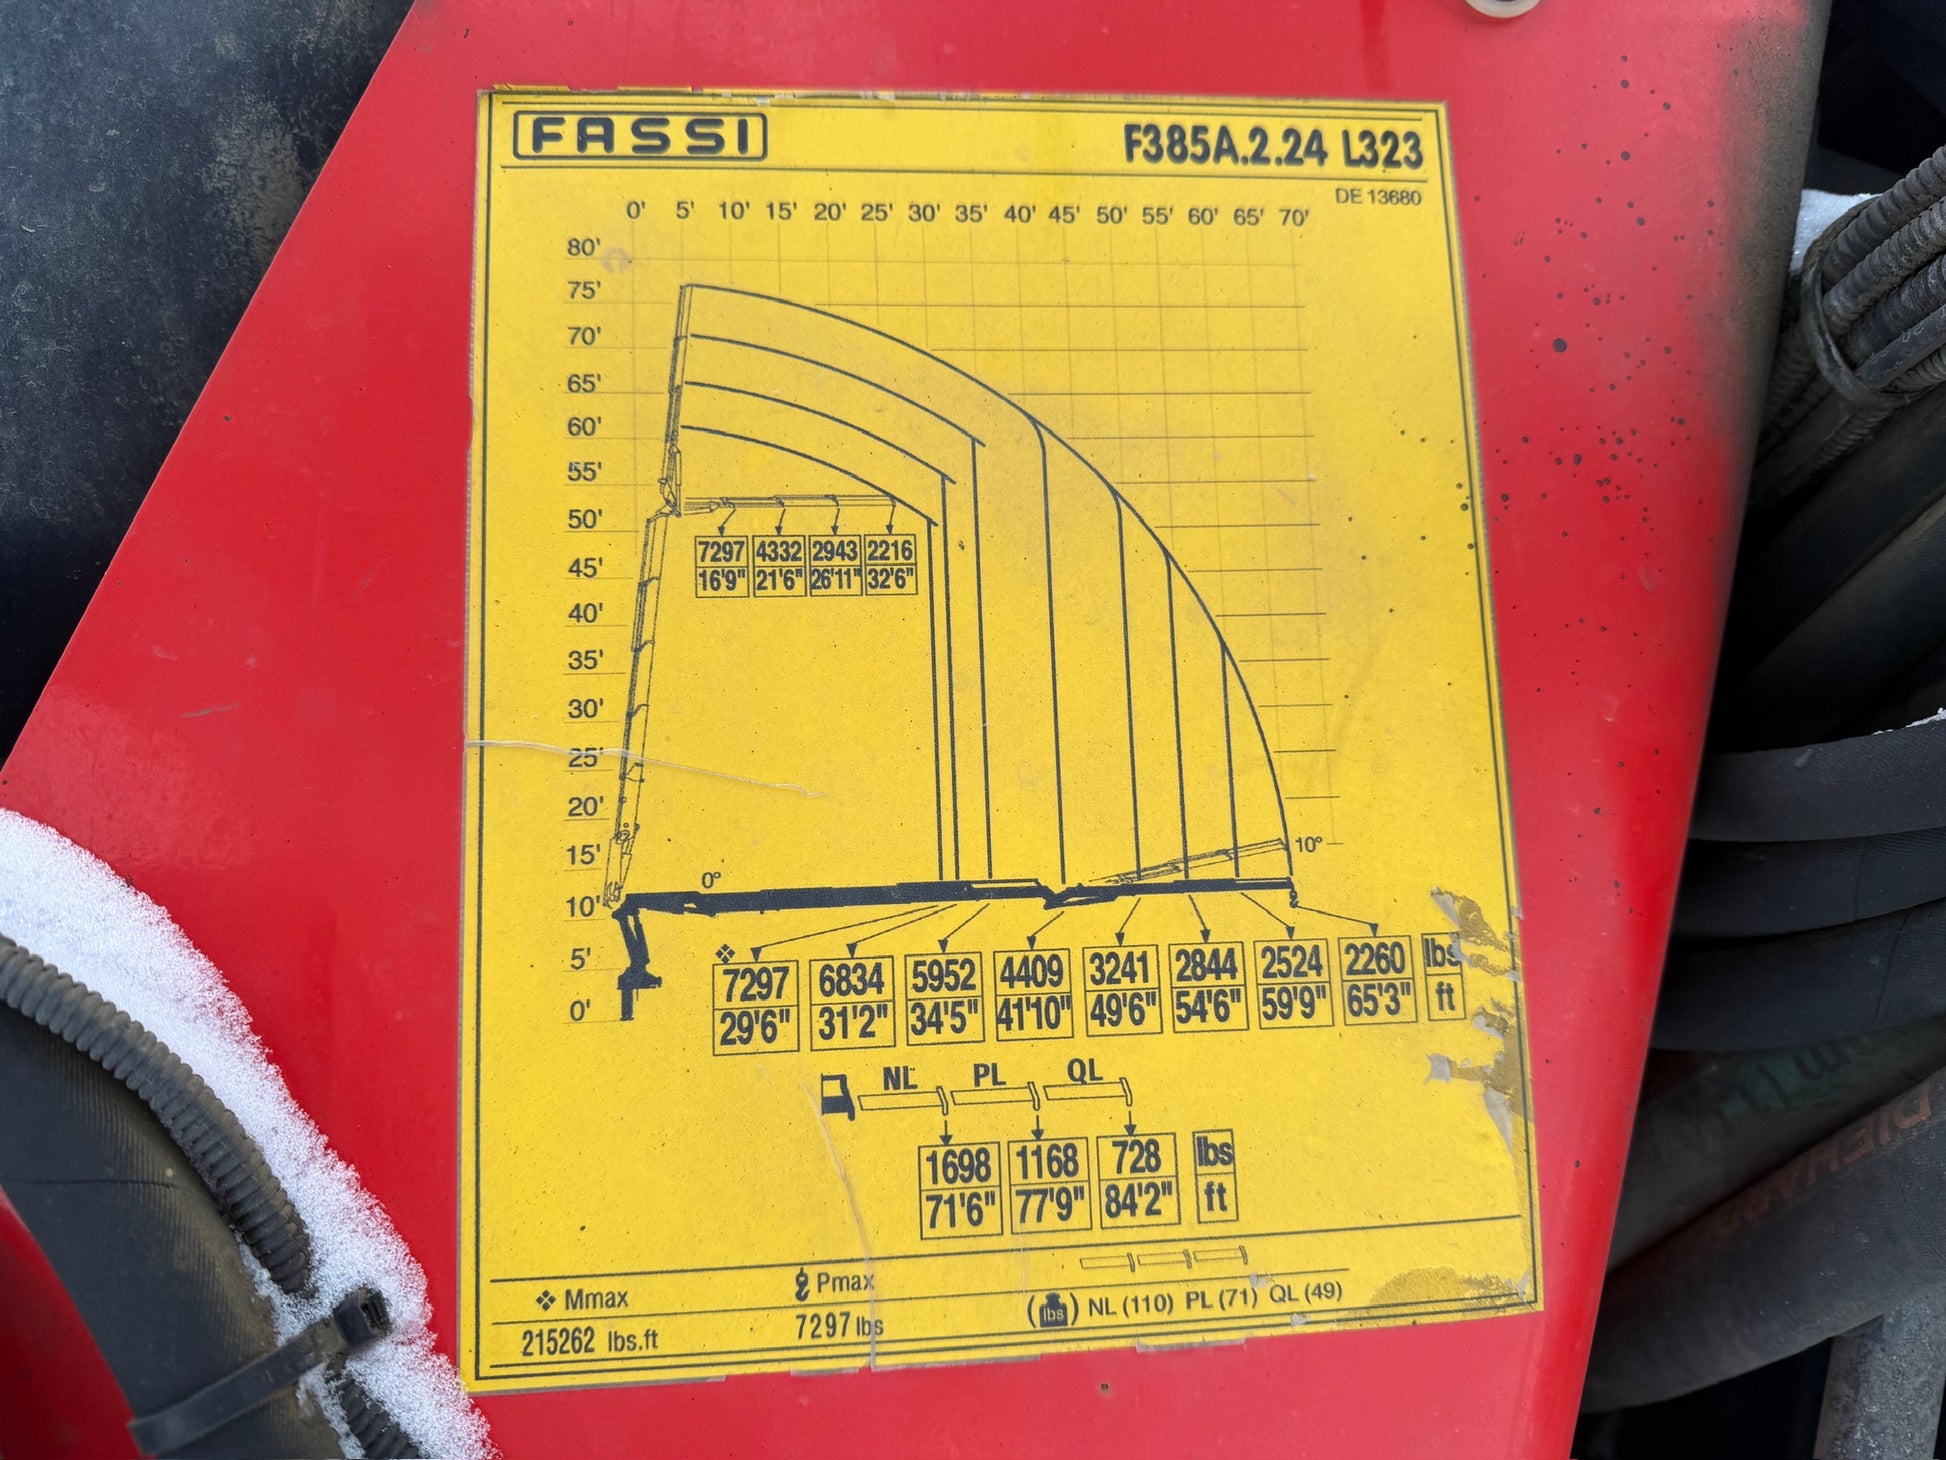 FASSI
F385A.2.24 L323
DE 13680
0' 5' 10' 15' 20' 25' 30' 35' 40' 45' 50' 55' 60' 65' 70'
80'
75'
70'
65'
60'
55'
50'
45'
40'
35'
30'
25'
20'
15'
10'
5'
0'
7297 4332 2943 2216
16'9" 21'6" 26'11" 32'6"
10°
0°
7297 6834 5952 4409 3241 2844 2524 2260 lbs
29'6" 31'2" 34'5" 41'10" 49'6" 54'6" 59'9" 65'3" ft
NL PL QL
1698 1168 728 lbs
71'6" 77'9" 84'2" ft
❖ Mmax Pmax
215262 lbs.ft 7297 lbs
(lbs) NL (110) PL (71) QL (49)